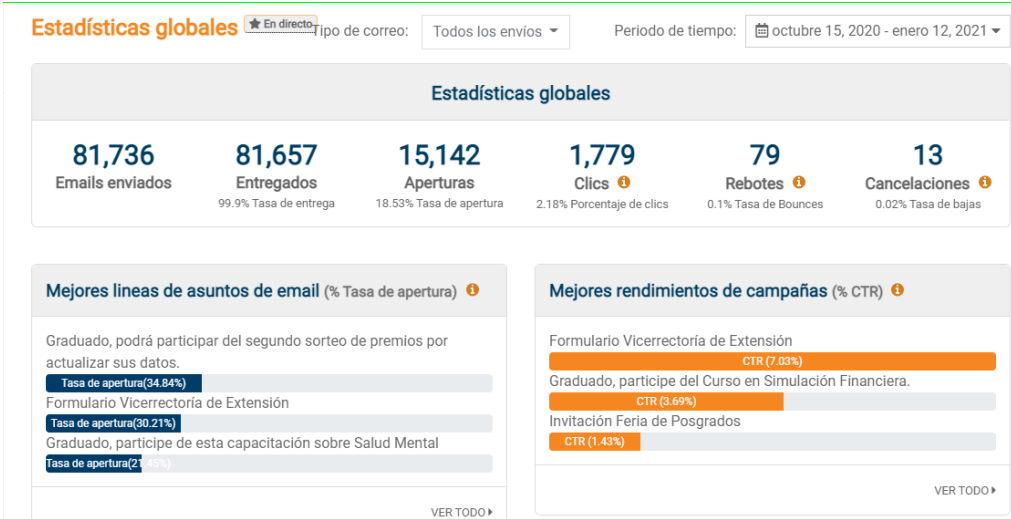 Estadísticas globales
En directo
Tipo de correo:
Todos los envíos
Periodo de tiempo:
octubre 15, 2020 - enero 12, 2021
Estadísticas globales
81,736
Emails enviados
81,657
Entregados
99.9% Tasa de entrega
15,142
Aperturas
18.53% Tasa de apertura
1,779
Clics
2.18% Porcentaje de clics
79
Rebotes
0.1% Tasa de Bounces
13
Cancelaciones
0.02% Tasa de bajas
Mejores lineas de asuntos de email (% Tasa de apertura)
Graduado, podrá participar del segundo sorteo de premios por
actualizar sus datos.
Tasa de apertura(34.84%)
Formulario Vicerrectoría de Extensión
Tasa de apertura(30.21%)
Graduado, participe de esta capacitación sobre Salud Mental
Tasa de apertura(21.45%)
VER TODO
Mejores rendimientos de campañas (% CTR)
Formulario Vicerrectoría de Extensión
CTR (7.03%)
Graduado, participe del Curso en Simulación Financiera.
CTR (3.69%)
Invitación Feria de Posgrados
CTR (1.43%)
VER TODO